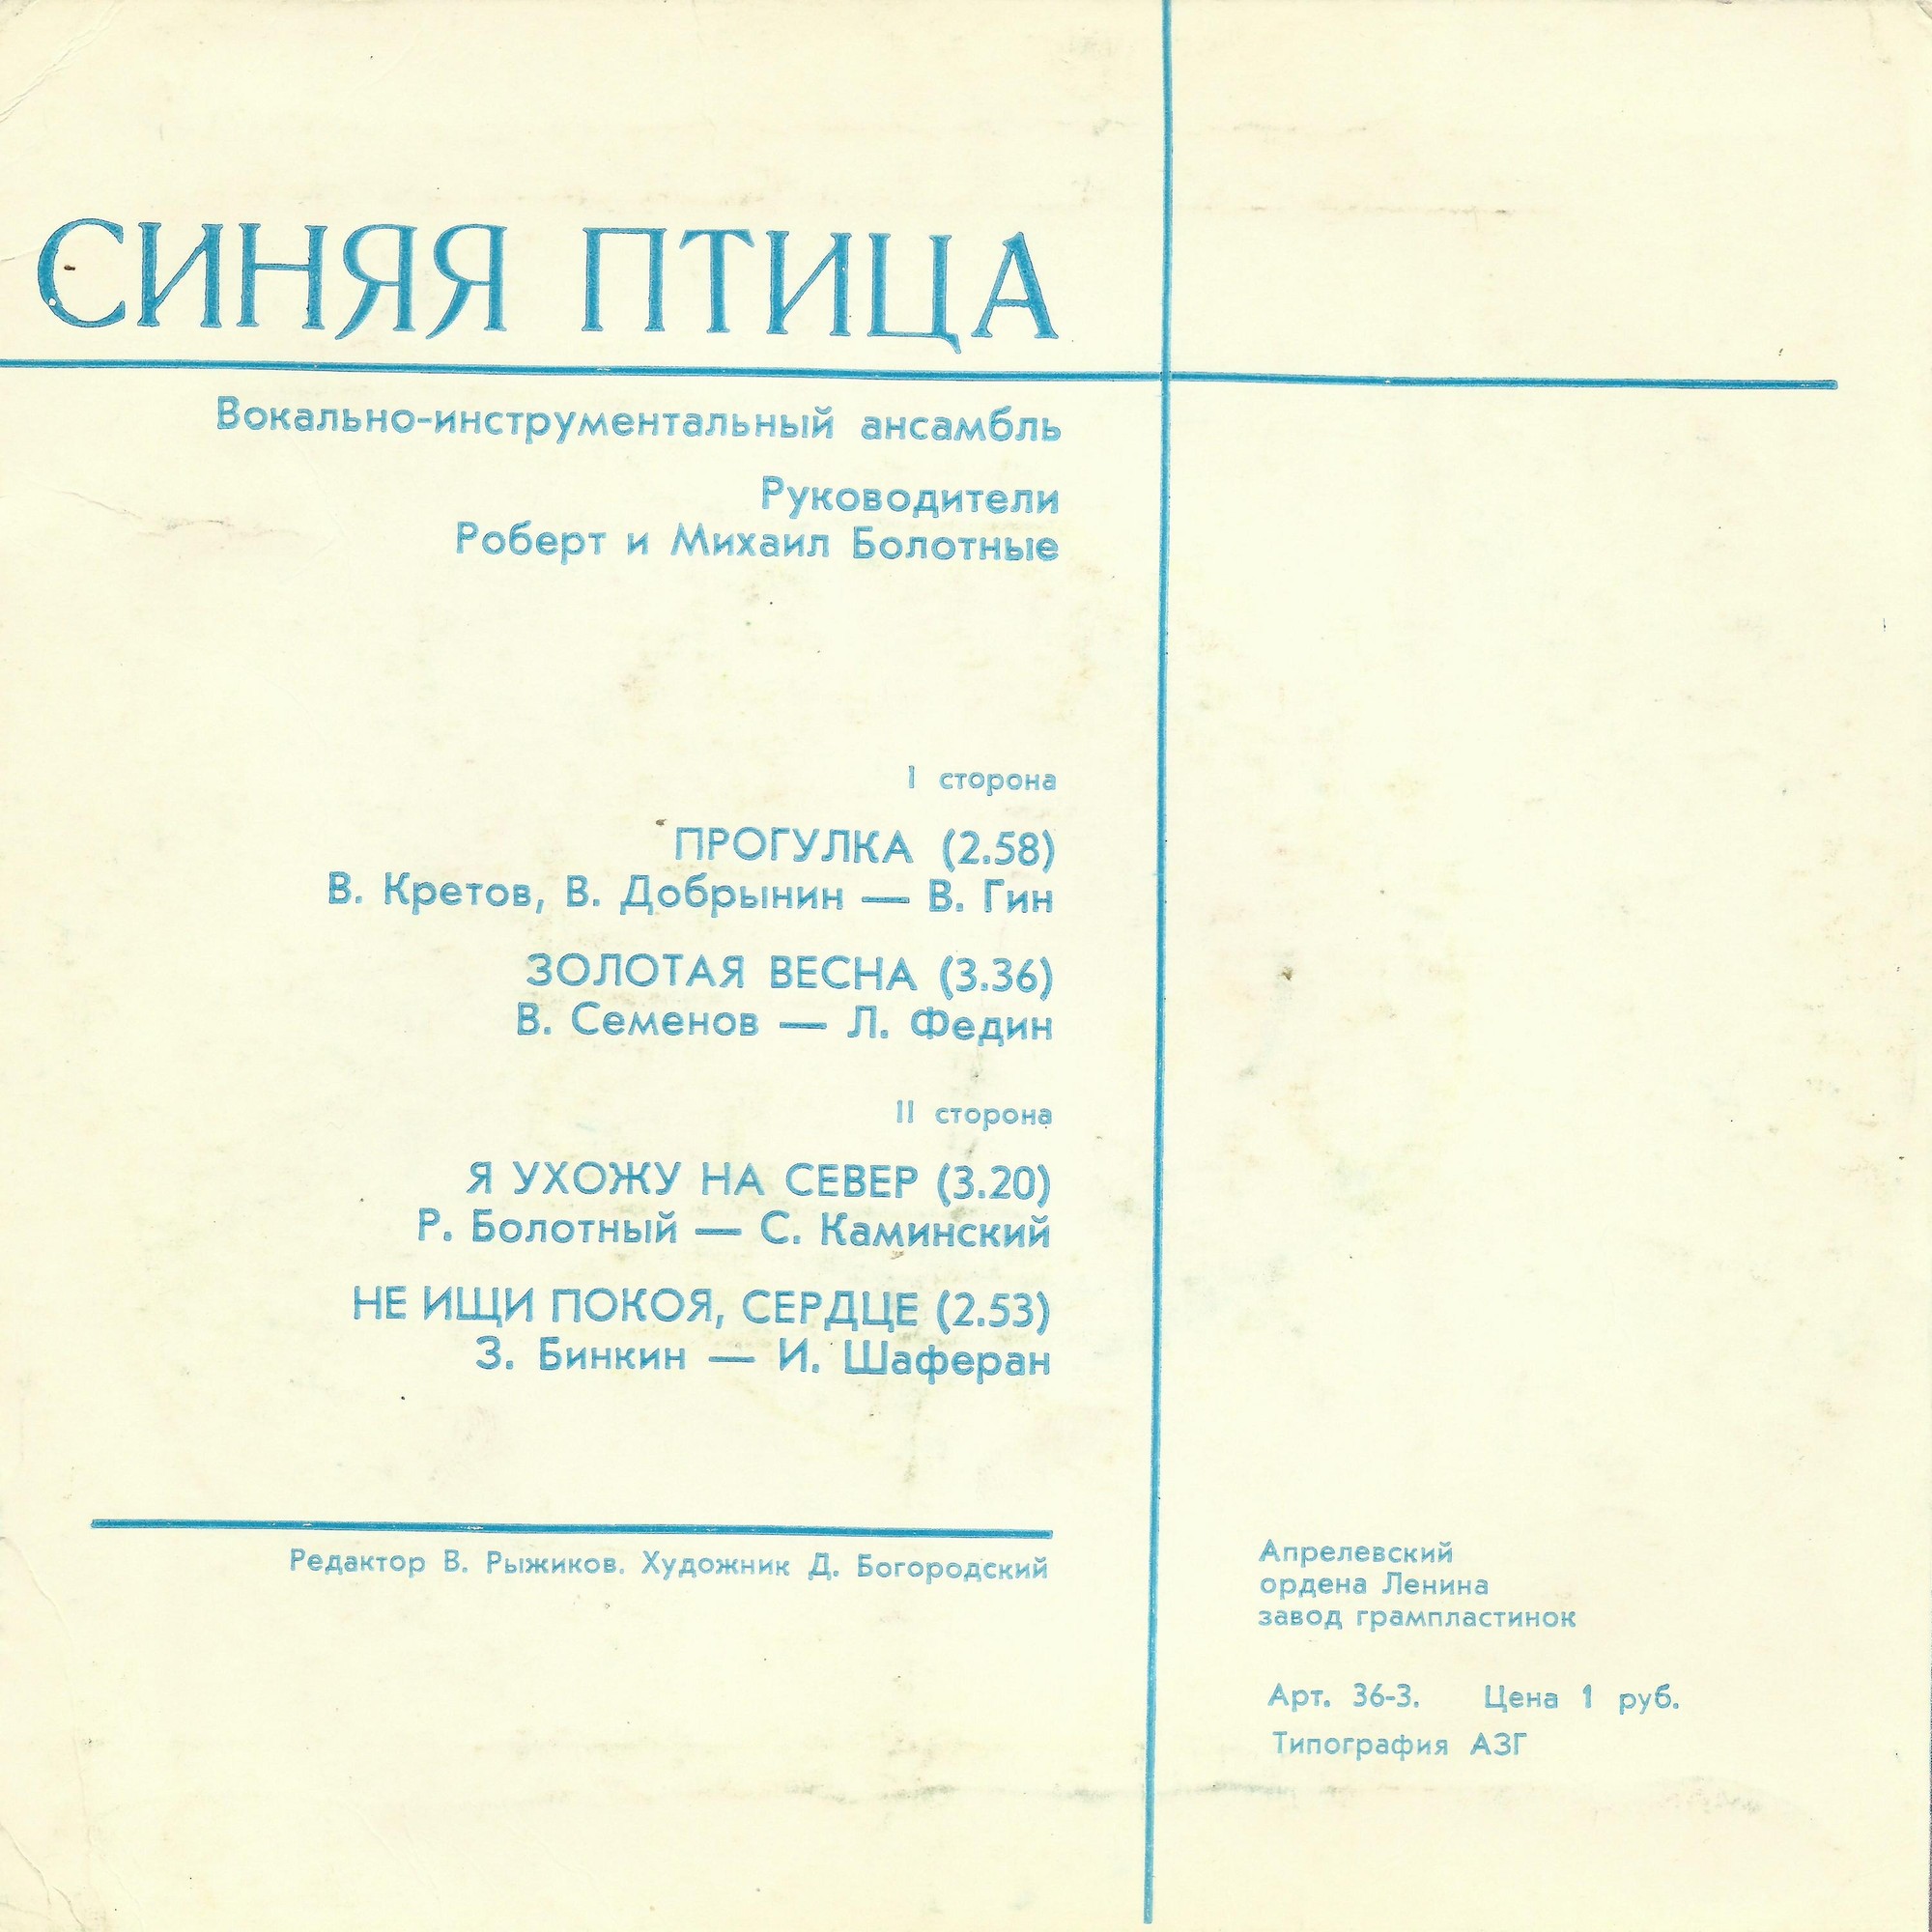 СИНЯЯ ПТИЦА
Вокально-инструментальный ансамбль
Руководители
Роберт и Михаил Болотные
I сторона
ПРОГУЛКА (2.58)
В. Кретов, В. Добрынин — В. Гин
ЗОЛОТАЯ ВЕСНА (3.36)
В. Семенов — Л. Федин
II сторона
Я УХОЖУ НА СЕВЕР (3.20)
Р. Болотный — С. Каминский
НЕ ИЩИ ПОКОЯ, СЕРДЦЕ (2.53)
З. Бинкин — И. Шаферан
Редактор В. Рыжиков. Художник Д. Богородский
Апрелевский
ордена Ленина
завод грампластинок
Арт. 36-3. Цена 1 руб.
Типография АЗГ